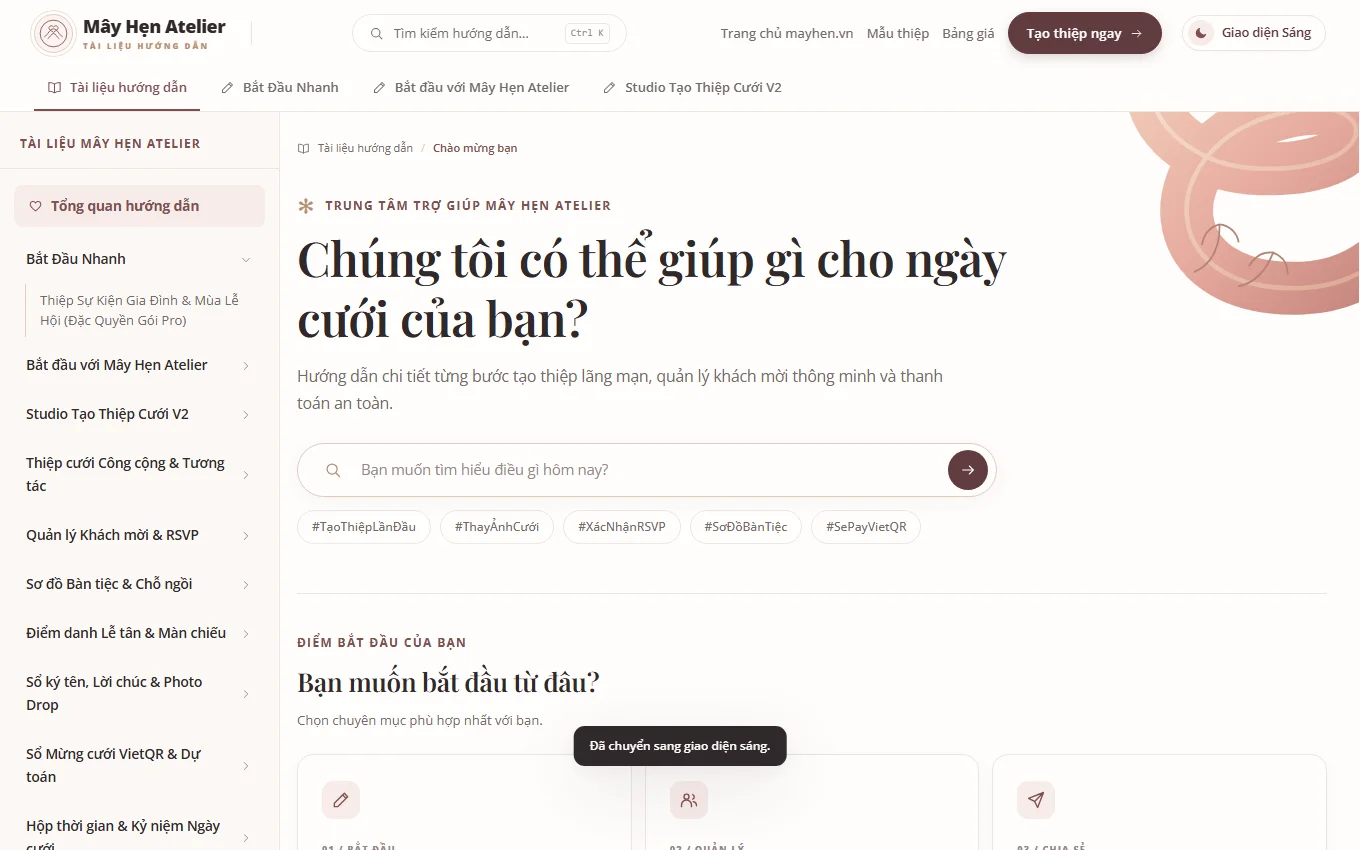 Mây Hẹn Atelier
TÀI LIỆU HƯỚNG DẪN
Tìm kiếm hướng dẫn...
Ctrl K
Trang chủ mayhen.vn
Mẫu thiệp
Bảng giá
Tạo thiệp ngay →
Giao diện Sáng
Tài liệu hướng dẫn
Bắt Đầu Nhanh
Bắt đầu với Mây Hẹn Atelier
Studio Tạo Thiệp Cưới V2
TÀI LIỆU MÂY HẸN ATELIER
Tổng quan hướng dẫn
Bắt Đầu Nhanh
Thiệp Sự Kiện Gia Đình & Mùa Lễ
Hội (Đặc Quyền Gói Pro)
Bắt đầu với Mây Hẹn Atelier
Studio Tạo Thiệp Cưới V2
Thiệp cưới Công cộng & Tương
tác
Quản lý Khách mời & RSVP
Sơ đồ Bàn tiệc & Chỗ ngồi
Điểm danh Lễ tân & Màn chiếu
Sổ ký tên, Lời chúc & Photo
Drop
Sổ Mừng cưới VietQR & Dự
toán
Hộp thời gian & Kỷ niệm Ngày
cưới
Tài liệu hướng dẫn / Chào mừng bạn
TRUNG TÂM TRỢ GIÚP MÂY HẸN ATELIER
Chúng tôi có thể giúp gì cho ngày
cưới của bạn?
Hướng dẫn chi tiết từng bước tạo thiệp lãng mạn, quản lý khách mời thông minh và thanh
toán an toàn.
Bạn muốn tìm hiểu điều gì hôm nay?
#TạoThiệpLầnĐầu
#ThayẢnhCưới
#XácNhậnRSVP
#SơĐồBànTiệc
#SePayVietQR
ĐIỂM BẮT ĐẦU CỦA BẠN
Bạn muốn bắt đầu từ đâu?
Chọn chuyên mục phù hợp nhất với bạn.
Đã chuyển sang giao diện sáng.
01 / BẮT ĐẦU
02 / QUẢN LÝ
03 / CHIA SẺ